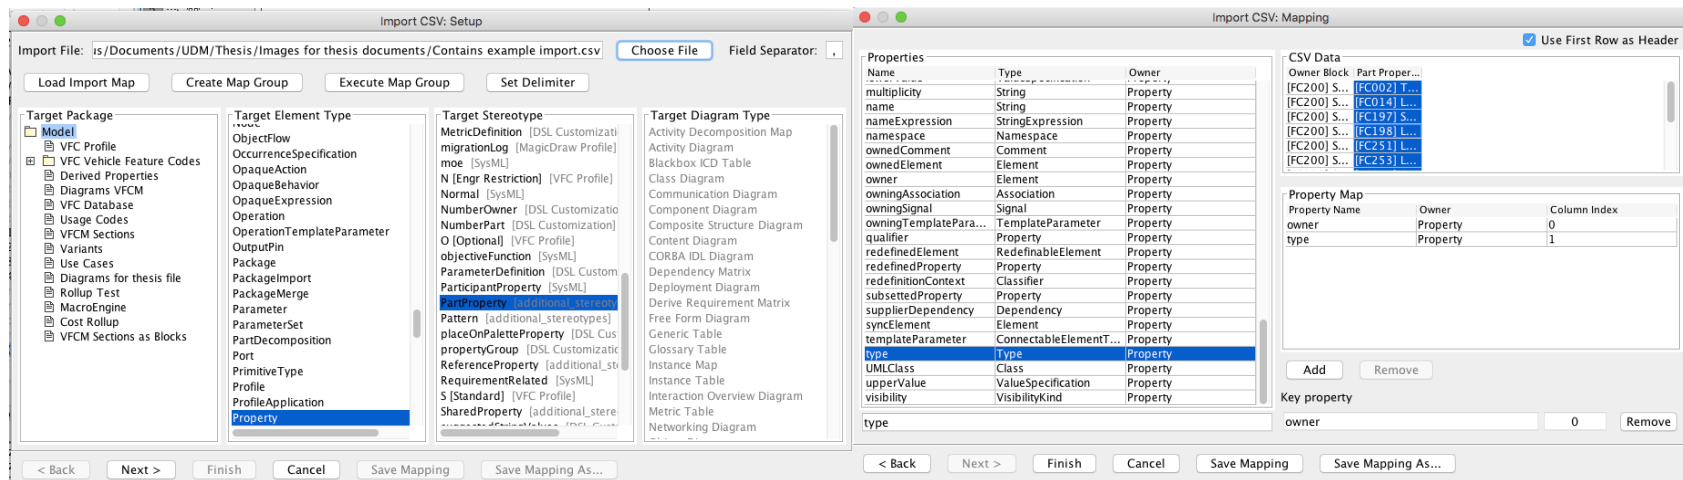 Import CSV: Setup
Import File: ıs/Documents/UDM/Thesis/Images for thesis documents/Contains example import.csv Choose File Field Separator: ,
Load Import Map Create Map Group Execute Map Group Set Delimiter
Target Package
Model
VFC Profile
VFC Vehicle Feature Codes
Derived Properties
Diagrams VFCM
VFC Database
Usage Codes
VFCM Sections
Variants
Use Cases
Diagrams for thesis file
Rollup Test
MacroEngine
Cost Rollup
VFCM Sections as Blocks
Target Element Type
Node
ObjectFlow
OccurrenceSpecification
OpaqueAction
OpaqueBehavior
OpaqueExpression
Operation
OperationTemplateParameter
OutputPin
Package
PackageImport
PackageMerge
Parameter
ParameterSet
PartDecomposition
Port
PrimitiveType
Profile
ProfileApplication
Property
Target Stereotype
MetricDefinition [DSL Customizati
migrationLog [MagicDraw Profile]
moe [SysML]
N [Engr Restriction] [VFC Profile]
Normal [SysML]
NumberOwner [DSL Customizatio
NumberPart [DSL Customization]
O [Optional] [VFC Profile]
objectiveFunction [SysML]
ParameterDefinition [DSL Custom
ParticipantProperty [SysML]
PartProperty [additional_stereoty
Pattern [additional_stereotypes]
placeOnPaletteProperty [DSL Cus
propertyGroup [DSL Customizatic
ReferenceProperty [additional_ste
RequirementRelated [SysML]
S [Standard] [VFC Profile]
SharedProperty [additional_stere
suggestedStringValues [DSL Cust
Target Diagram Type
Activity Decomposition Map
Activity Diagram
Blackbox ICD Table
Class Diagram
Communication Diagram
Component Diagram
Composite Structure Diagram
Content Diagram
CORBA IDL Diagram
Dependency Matrix
Deployment Diagram
Derive Requirement Matrix
Free Form Diagram
Generic Table
Glossary Table
Instance Map
Instance Table
Interaction Overview Diagram
Metric Table
Networking Diagram
< Back Next > Finish Cancel Save Mapping Save Mapping As...
Import CSV: Mapping
Use First Row as Header
Properties
Name Type Owner
lowerValue ValueSpecification Property
multiplicity String Property
name String Property
nameExpression StringExpression Property
namespace Namespace Property
ownedComment Comment Property
ownedElement Element Property
owner Element Property
owningAssociation Association Property
owningSignal Signal Property
owningTemplatePara... TemplateParameter Property
qualifier Property Property
redefinedElement RedefinableElement Property
redefinedProperty Property Property
redefinitionContext Classifier Property
subsettedProperty Property Property
supplierDependency Dependency Property
syncElement Element Property
templateParameter ConnectableElementT... Property
type Type Property
UMLClass Class Property
upperValue ValueSpecification Property
visibility VisibilityKind Property
type
CSV Data
Owner Block Part Proper...
[FC200] S... [FC002] T...
[FC200] S... [FC014] L...
[FC200] S... [FC197] S...
[FC200] S... [FC198] L...
[FC200] S... [FC251] L...
[FC200] S... [FC253] L...
Property Map
Property Name Owner Column Index
owner Property 0
type Property 1
Add Remove
Key property
owner 0 Remove
< Back Next > Finish Cancel Save Mapping Save Mapping As...